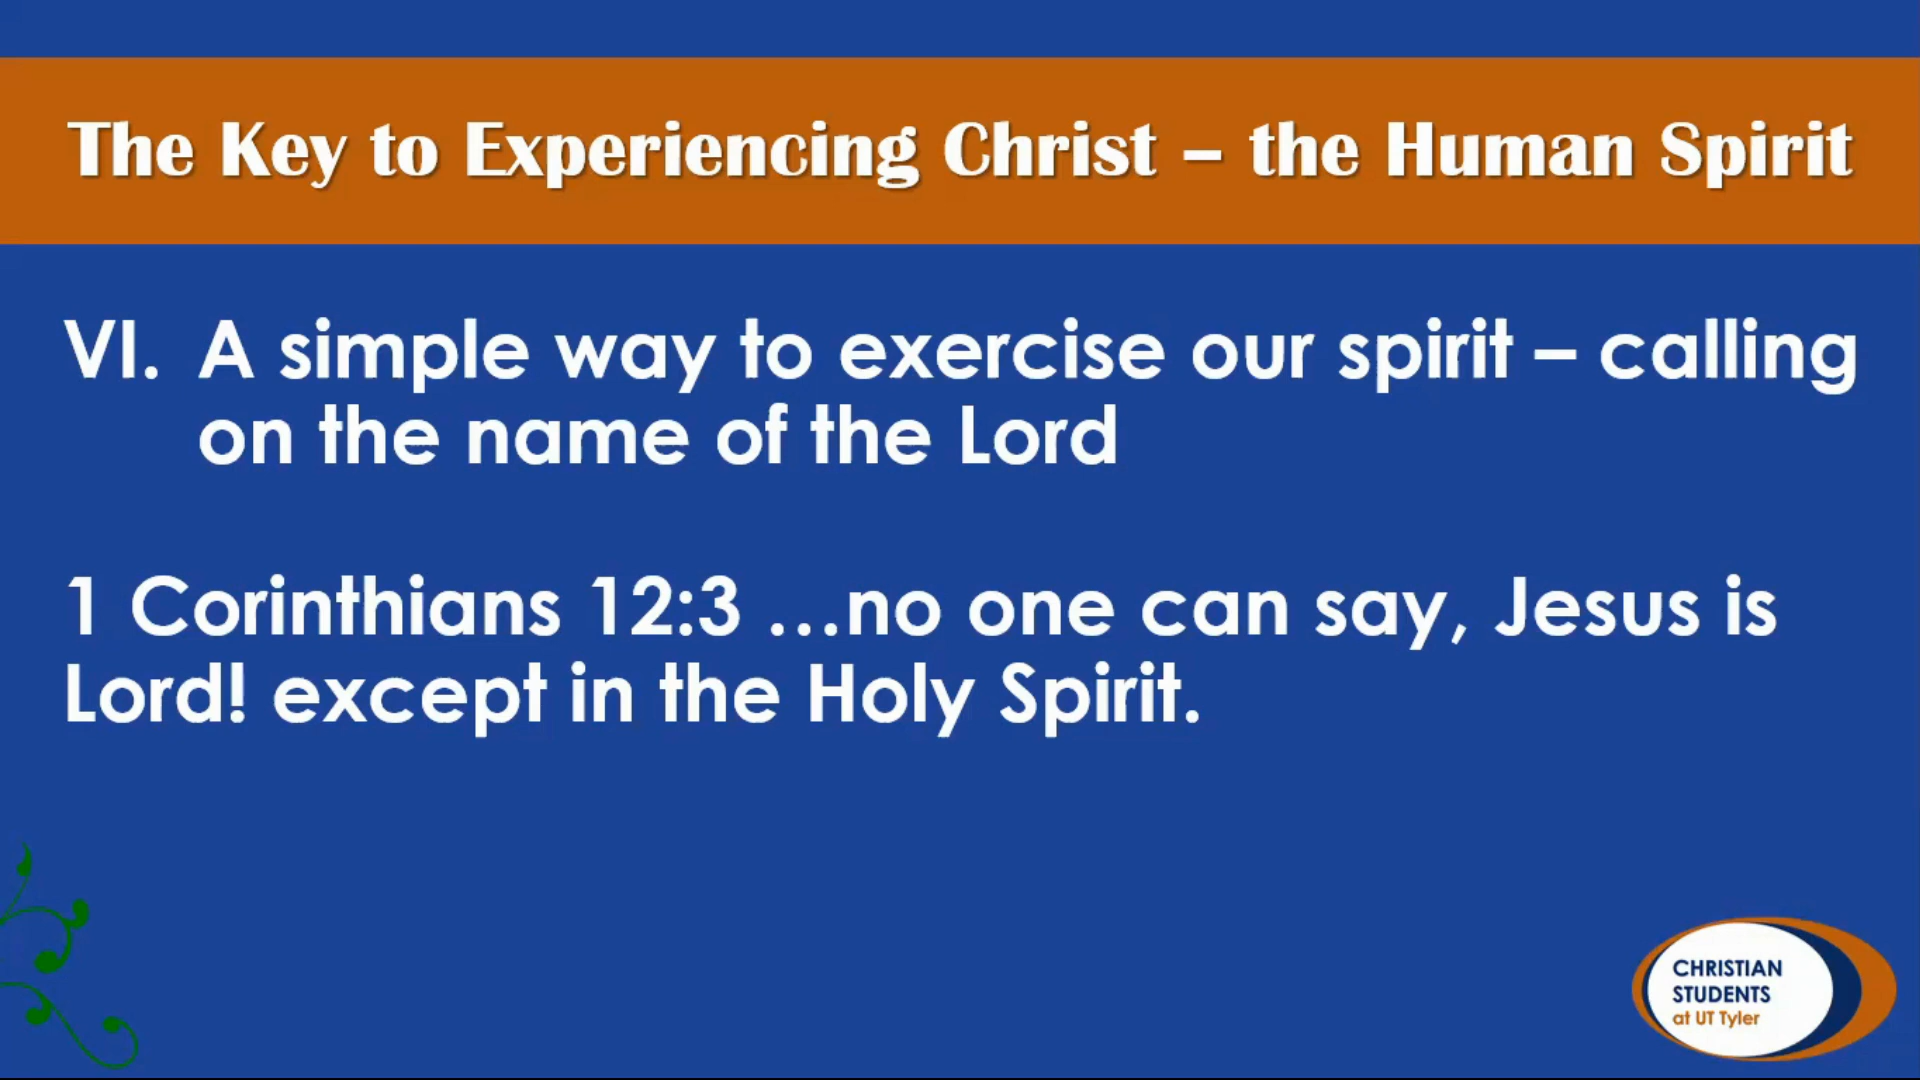 The Key to Experiencing Christ – the Human Spirit
VI. A simple way to exercise our spirit – calling
on the name of the Lord
1 Corinthians 12:3 …no one can say, Jesus is
Lord! except in the Holy Spirit.
CHRISTIAN
STUDENTS
at UT Tyler